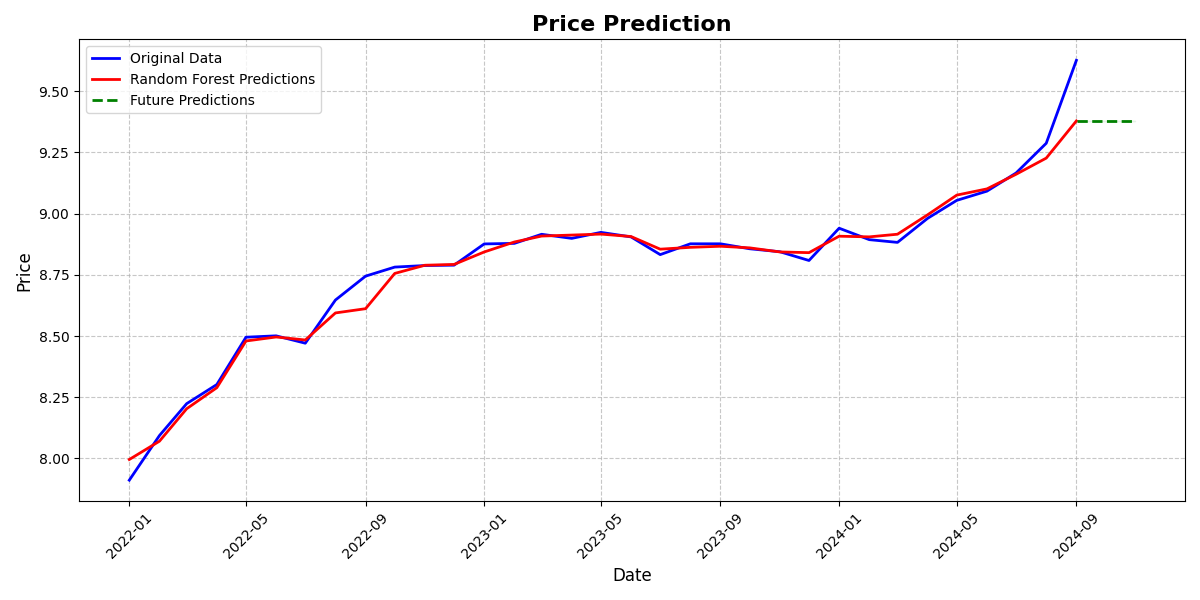 Price Prediction
Original Data
Random Forest Predictions
Future Predictions
Price
9.50
9.25
9.00
8.75
8.50
8.25
8.00
2022-01
2022-05
2022-09
2023-01
2023-05
2023-09
2024-01
2024-05
2024-09
Date